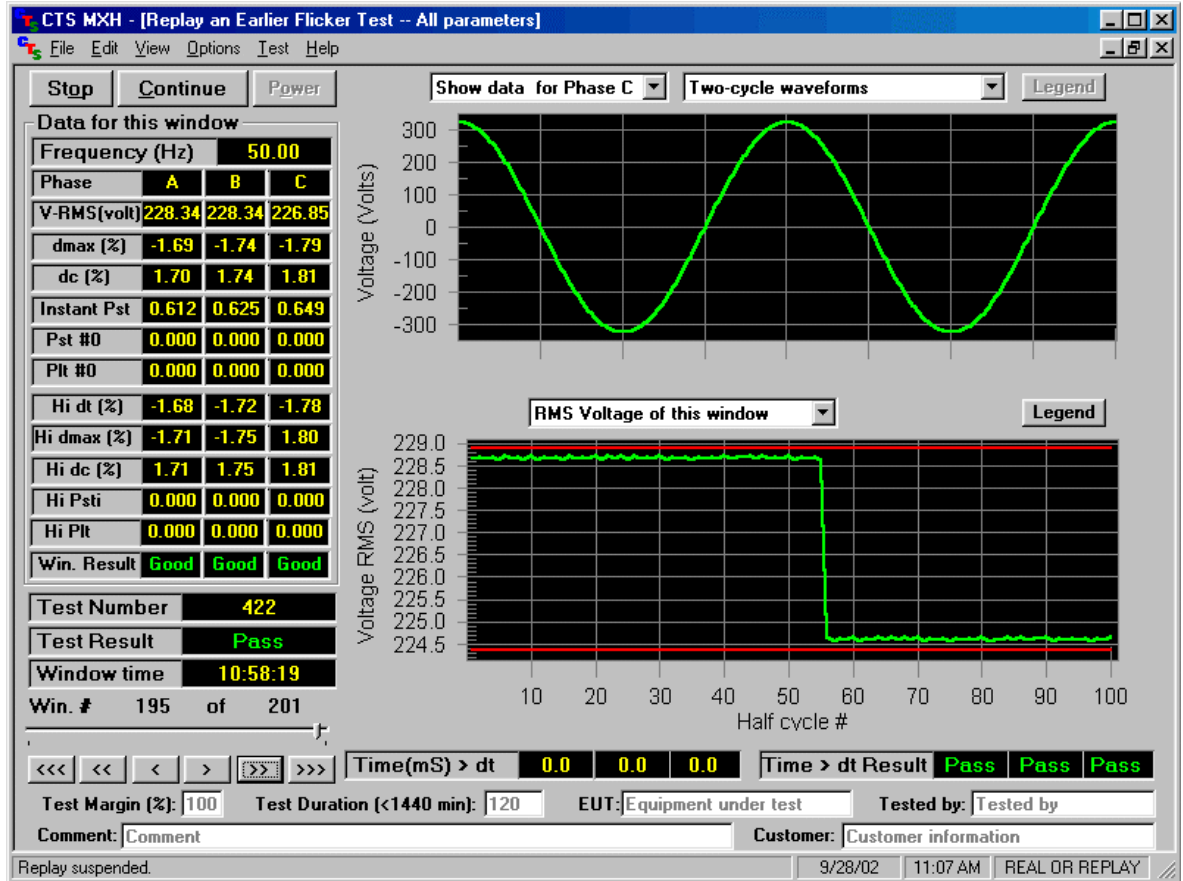 CTS MXH - [Replay an Earlier Flicker Test -- All parameters]
File Edit View Options Test Help
Stop Continue Power
Show data for Phase C
Two-cycle waveforms
Legend
Data for this window
Frequency (Hz) 50.00
Phase A B C
V-RMS(volt) 228.34 228.34 226.85
dmax (%) -1.69 -1.74 -1.79
dc (%) 1.70 1.74 1.81
Instant Pst 0.612 0.625 0.649
Pst #0 0.000 0.000 0.000
Plt #0 0.000 0.000 0.000
Hi dt (%) -1.68 -1.72 -1.78
Hi dmax (%) -1.71 -1.75 1.80
Hi dc (%) 1.71 1.75 1.81
Hi Psti 0.000 0.000 0.000
Hi Plt 0.000 0.000 0.000
Win. Result Good Good Good
Test Number 422
Test Result Pass
Window time 10:58:19
Win. # 195 of 201
<<< << < > >> >>>
Voltage (Volts)
300
200
100
0
-100
-200
-300
RMS Voltage of this window
Legend
Voltage RMS (volt)
229.0
228.5
228.0
227.5
227.0
226.5
226.0
225.5
225.0
224.5
10 20 30 40 50 60 70 80 90 100
Half cycle #
Time(mS) > dt 0.0 0.0 0.0
Time > dt Result Pass Pass Pass
Test Margin (%): 100 Test Duration (<1440 min): 120 EUT: Equipment under test Tested by: Tested by
Comment: Comment Customer: Customer information
Replay suspended. 9/28/02 11:07 AM REAL OR REPLAY